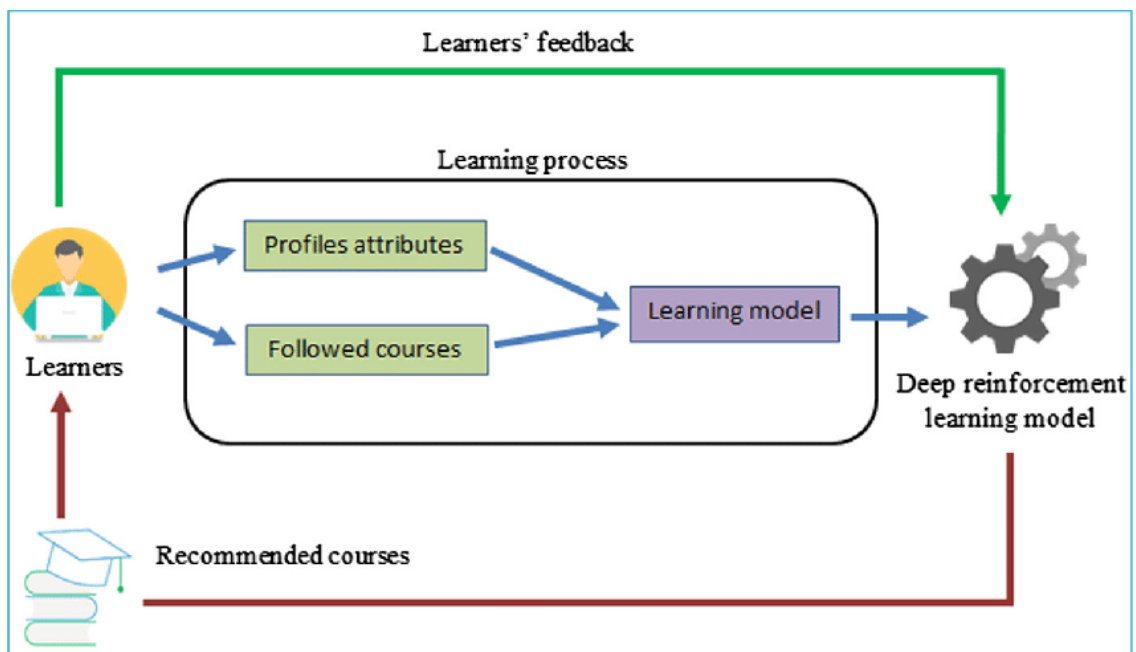 Learners’ feedback
Learning process
Profiles attributes
Learning model
Followed courses
Learners
Deep reinforcement
learning model
Recommended courses